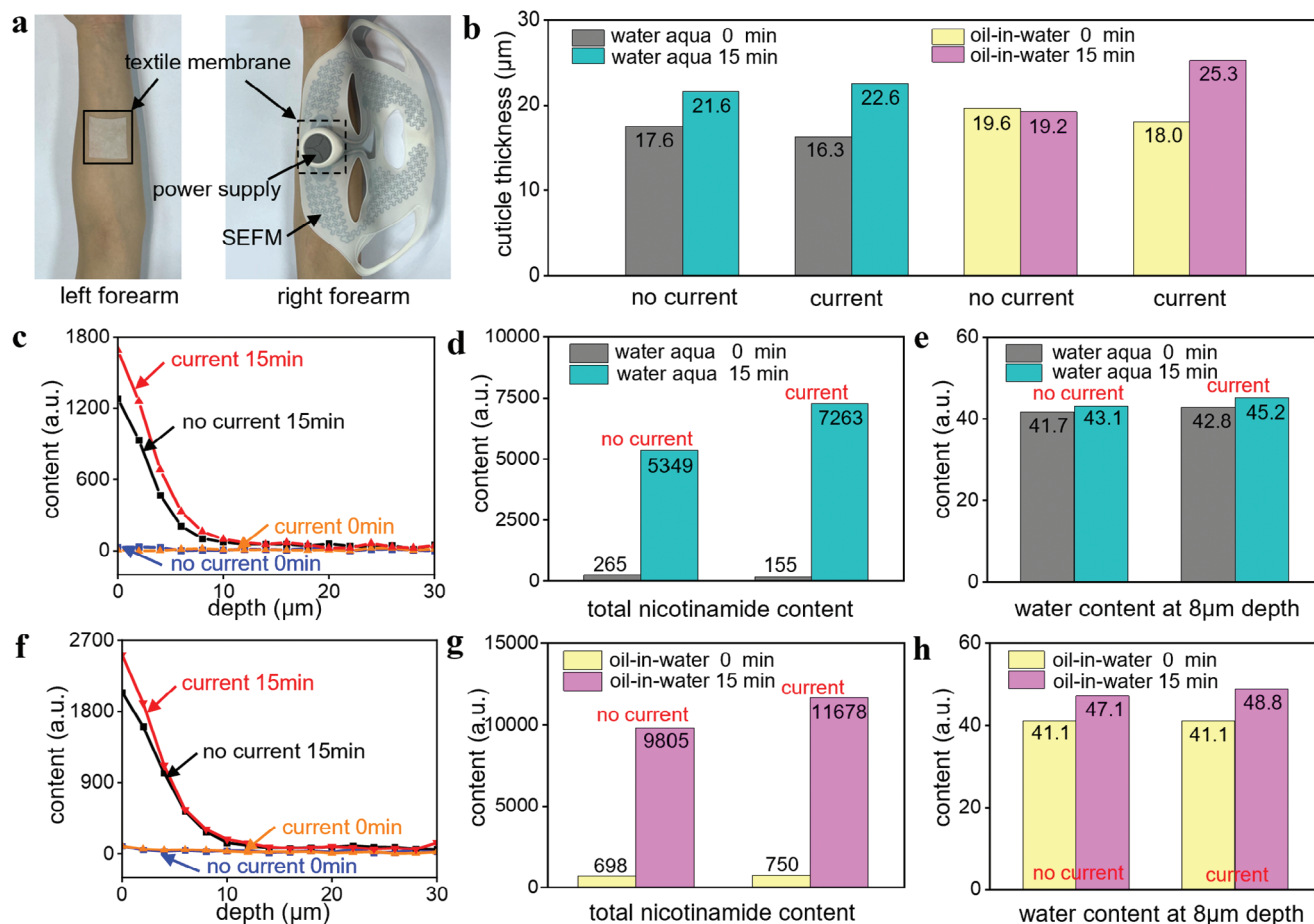 a
textile membrane
power supply
SEFM
left forearm
right forearm
b
cuticle thickness (μm)
30
20
10
0
water aqua 0 min
water aqua 15 min
oil-in-water 0 min
oil-in-water 15 min
17.6
21.6
16.3
22.6
19.6
19.2
18.0
25.3
no current
current
no current
current
c
content (a.u.)
1800
1200
600
0
current 15min
no current 15min
current 0min
no current 0min
0
10
20
30
depth (μm)
d
content (a.u.)
10000
7500
5000
2500
0
water aqua 0 min
water aqua 15 min
no current
current
265
5349
155
7263
total nicotinamide content
e
content (a.u.)
60
40
20
0
water aqua 0 min
water aqua 15 min
no current
current
41.7
43.1
42.8
45.2
water content at 8μm depth
f
content (a.u.)
2700
1800
900
0
current 15min
no current 15min
current 0min
no current 0min
0
10
20
30
depth (μm)
g
content (a.u.)
15000
10000
5000
0
oil-in-water 0 min
oil-in-water 15 min
no current
current
698
9805
750
11678
total nicotinamide content
h
content (a.u.)
60
40
20
0
oil-in-water 0 min
oil-in-water 15 min
41.1
47.1
41.1
48.8
no current
current
water content at 8μm depth